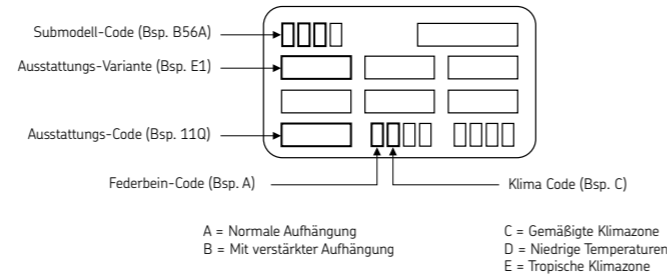 Submodell-Code (Bsp. B56A)
Ausstattungs-Variante (Bsp. E1)
Ausstattungs-Code (Bsp. 11Q)
Federbein-Code (Bsp. A)
Klima Code (Bsp. C)
A = Normale Aufhängung
B = Mit verstärkter Aufhängung
C = Gemäßigte Klimazone
D = Niedrige Temperaturen
E = Tropische Klimazone